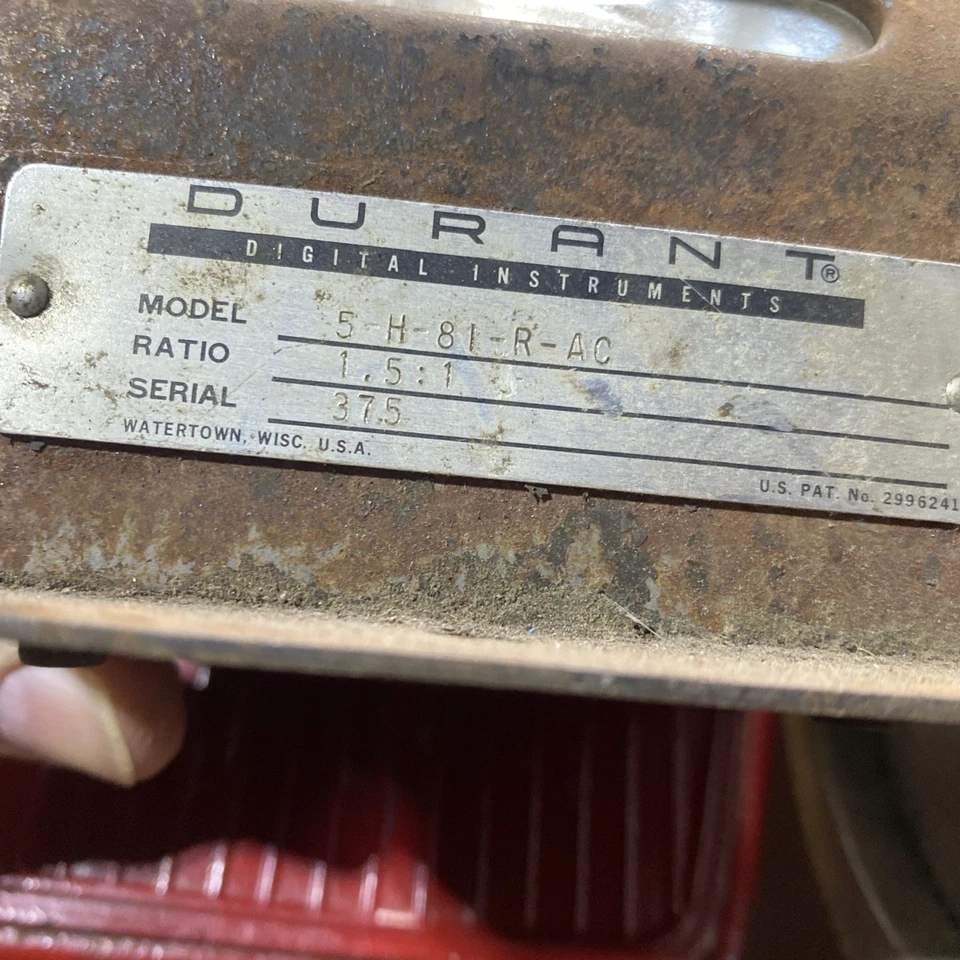 DURANT®
DIGITAL INSTRUMENTS
MODEL 5-H-81-R-AC
RATIO 1.5:1
SERIAL 375
WATERTOWN, WISC. U.S.A.
U.S. PAT. No. 2996241